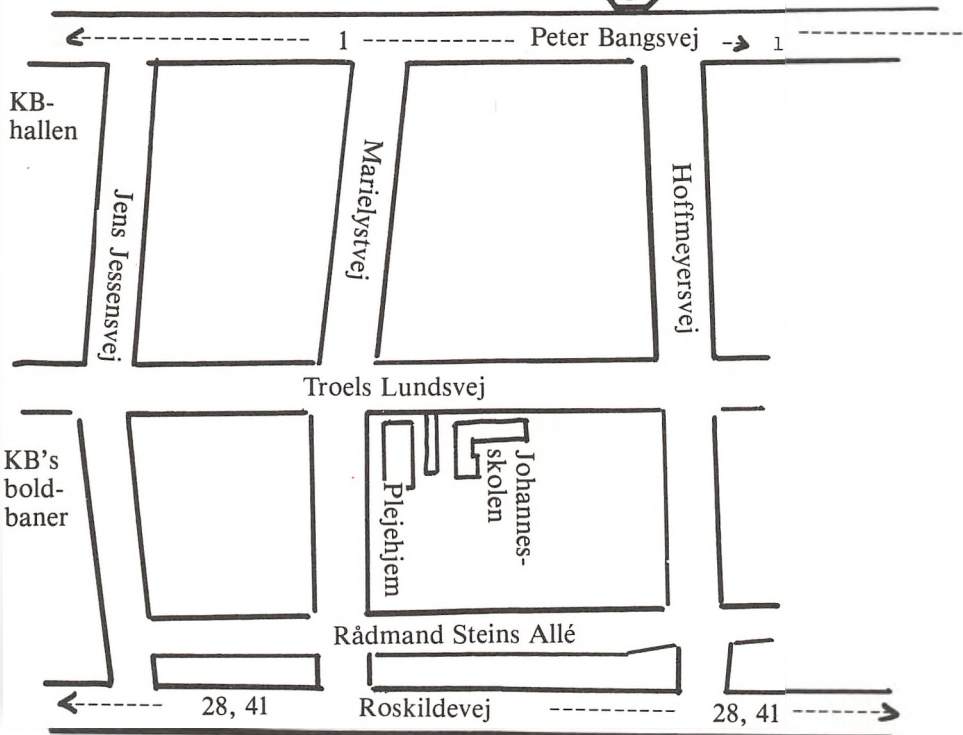 1
Peter Bangsvej
1
KB-
hallen
Jens Jessensvej
Marielystvej
Hoffmeyersvej
Troels Lundsvej
KB's
bold-
baner
Plejehjem
Johannes-
skolen
Rådmand Steins Allé
28, 41
Roskildevej
28, 41